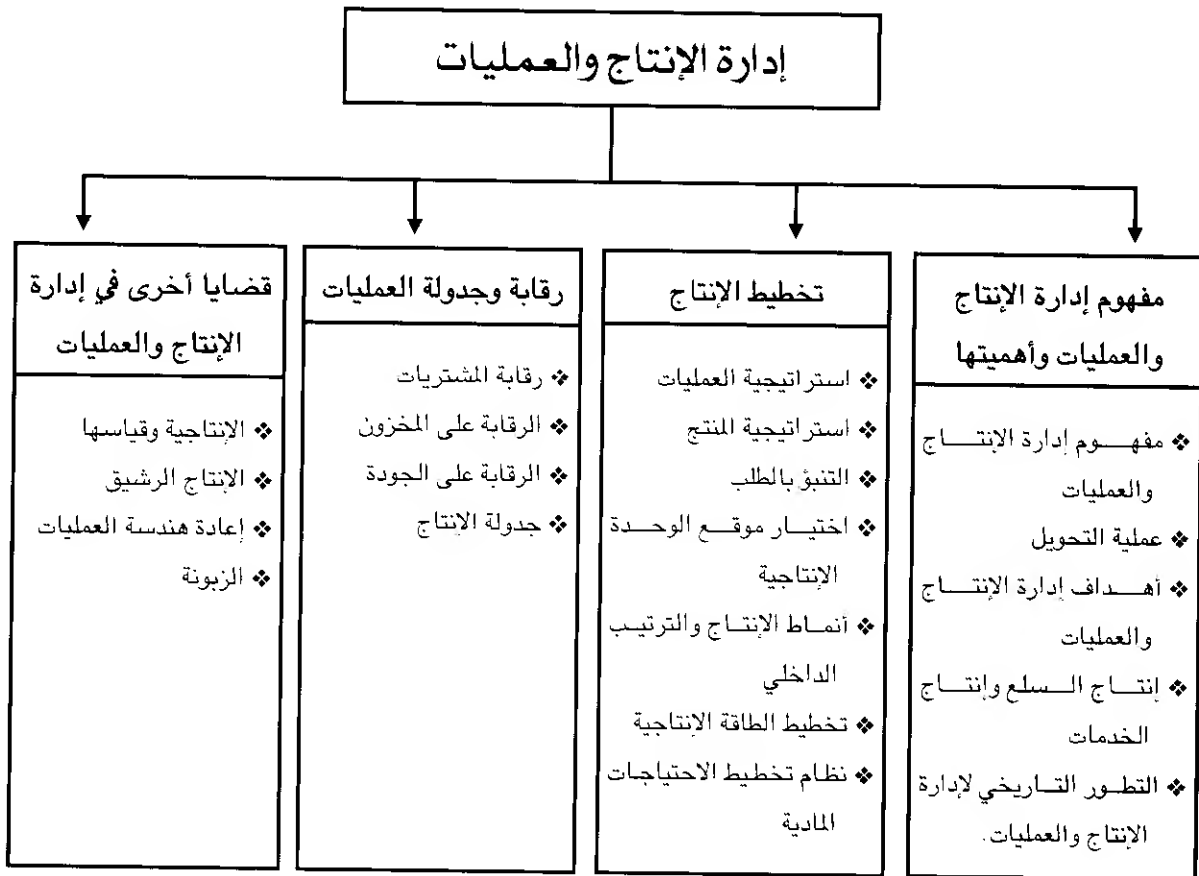 إدارة الإنتاج والعمليات
مفهوم إدارة الإنتاج
والعمليات وأهميتها
❖ مفهوم إدارة الإنتاج
والعمليات
❖ عملية التحويل
❖ أهداف إدارة الإنتاج
والعمليات
❖ إنتاج السلع وإنتاج
الخدمات
❖ التطور التاريخي لإدارة
الإنتاج والعمليات.
تخطيط الإنتاج
❖ استراتيجية العمليات
❖ استراتيجية المنتج
❖ التنبؤ بالطلب
❖ اختيار موقع الوحدة
الإنتاجية
❖ أنماط الإنتاج والترتيب
الداخلي
❖ تخطيط الطاقة الإنتاجية
❖ نظام تخطيط الاحتياجات
المادية
رقابة وجدولة العمليات
❖ رقابة المشتريات
❖ الرقابة على المخزون
❖ الرقابة على الجودة
❖ جدولة الإنتاج
قضايا أخرى في إدارة
الإنتاج والعمليات
❖ الإنتاجية وقياسها
❖ الإنتاج الرشيق
❖ إعادة هندسة العمليات
❖ الزبونة